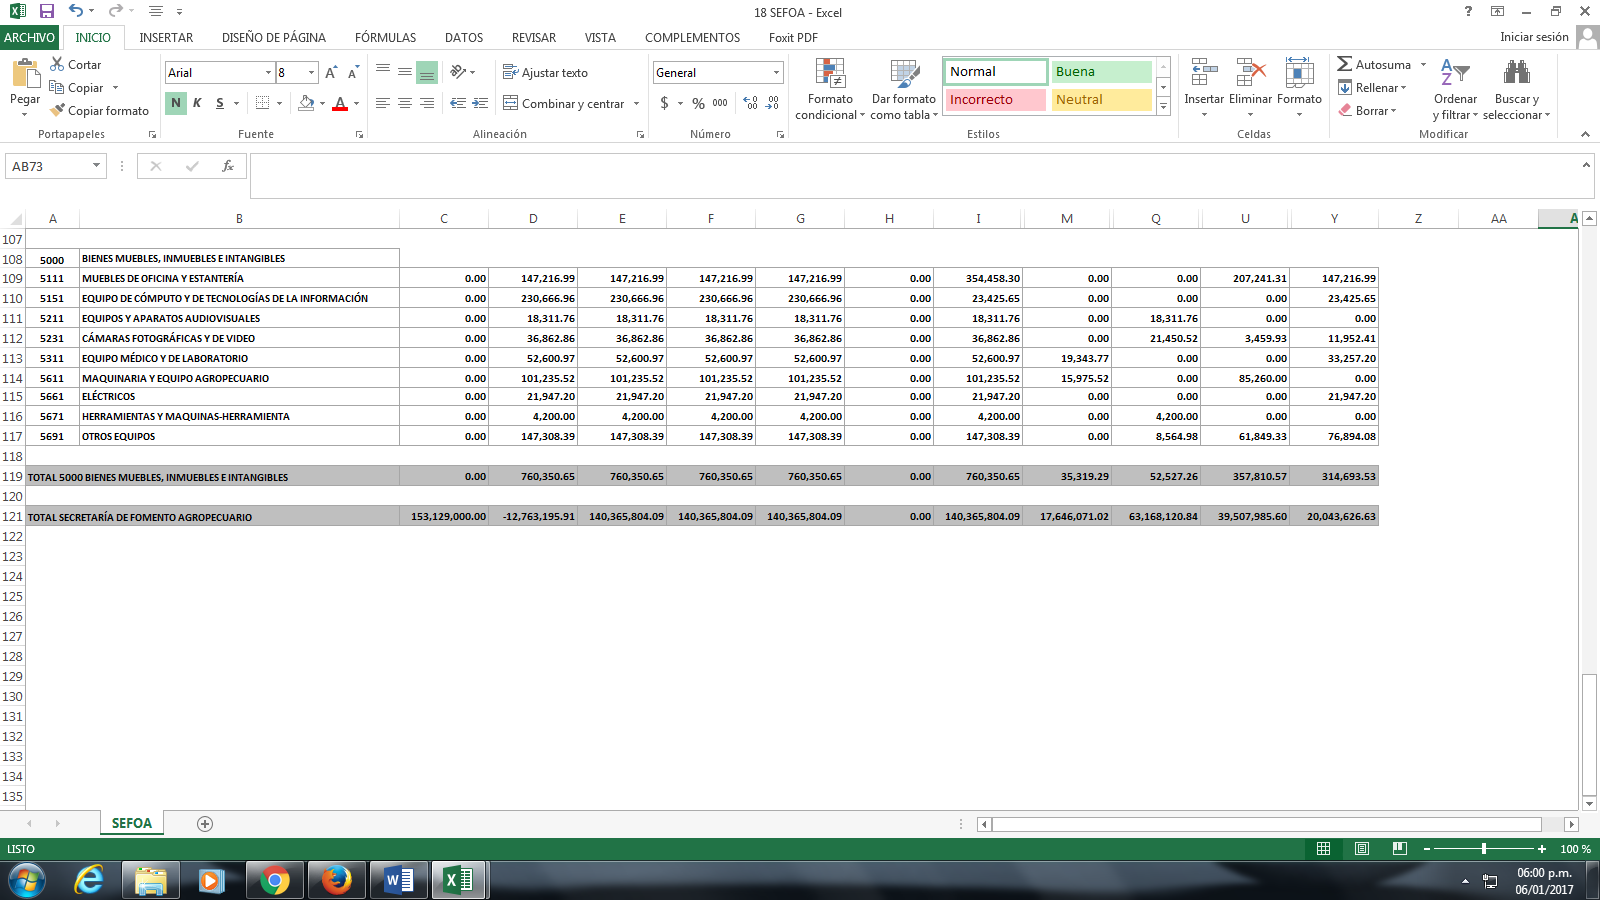 18 SEFOA - Excel
ARCHIVO INICIO INSERTAR DISEÑO DE PÁGINA FÓRMULAS DATOS REVISAR VISTA COMPLEMENTOS Foxit PDF Iniciar sesión
Pegar
Cortar
Copiar
Copiar formato
Portapapeles
Arial 8
N K S A
Fuente
Ajustar texto
Combinar y centrar
Alineación
General
$ % 000
Número
Formato condicional
Dar formato como tabla
Normal Buena
Incorrecto Neutral
Estilos
Insertar Eliminar Formato
Celdas
Autosuma
Rellenar
Borrar
Ordenar y filtrar
Buscar y seleccionar
Modificar
AB73 fx
A B C D E F G H I M Q U Y Z AA A
107
108 5000 BIENES MUEBLES, INMUEBLES E INTANGIBLES
109 5111 MUEBLES DE OFICINA Y ESTANTERÍA 0.00 147,216.99 147,216.99 147,216.99 147,216.99 0.00 354,458.30 0.00 0.00 207,241.31 147,216.99
110 5151 EQUIPO DE CÓMPUTO Y DE TECNOLOGÍAS DE LA INFORMACIÓN 0.00 230,666.96 230,666.96 230,666.96 230,666.96 0.00 23,425.65 0.00 0.00 0.00 23,425.65
111 5211 EQUIPOS Y APARATOS AUDIOVISUALES 0.00 18,311.76 18,311.76 18,311.76 18,311.76 0.00 18,311.76 0.00 18,311.76 0.00 0.00
112 5231 CÁMARAS FOTOGRÁFICAS Y DE VIDEO 0.00 36,862.86 36,862.86 36,862.86 36,862.86 0.00 36,862.86 0.00 21,450.52 3,459.93 11,952.41
113 5311 EQUIPO MÉDICO Y DE LABORATORIO 0.00 52,600.97 52,600.97 52,600.97 52,600.97 0.00 52,600.97 19,343.77 0.00 0.00 33,257.20
114 5611 MAQUINARIA Y EQUIPO AGROPECUARIO 0.00 101,235.52 101,235.52 101,235.52 101,235.52 0.00 101,235.52 15,975.52 0.00 85,260.00 0.00
115 5661 ELÉCTRICOS 0.00 21,947.20 21,947.20 21,947.20 21,947.20 0.00 21,947.20 0.00 0.00 0.00 21,947.20
116 5671 HERRAMIENTAS Y MAQUINAS-HERRAMIENTA 0.00 4,200.00 4,200.00 4,200.00 4,200.00 0.00 4,200.00 0.00 4,200.00 0.00 0.00
117 5691 OTROS EQUIPOS 0.00 147,308.39 147,308.39 147,308.39 147,308.39 0.00 147,308.39 0.00 8,564.98 61,849.33 76,894.08
118
119 TOTAL 5000 BIENES MUEBLES, INMUEBLES E INTANGIBLES 0.00 760,350.65 760,350.65 760,350.65 760,350.65 0.00 760,350.65 35,319.29 52,527.26 357,810.57 314,693.53
120
121 TOTAL SECRETARÍA DE FOMENTO AGROPECUARIO 153,129,000.00 -12,763,195.91 140,365,804.09 140,365,804.09 140,365,804.09 0.00 140,365,804.09 17,646,071.02 63,168,120.84 39,507,985.60 20,043,626.63
122
123
124
125
126
127
128
129
130
131
132
133
134
135
SEFOA
LISTO 100 %
06:00 p.m.
06/01/2017